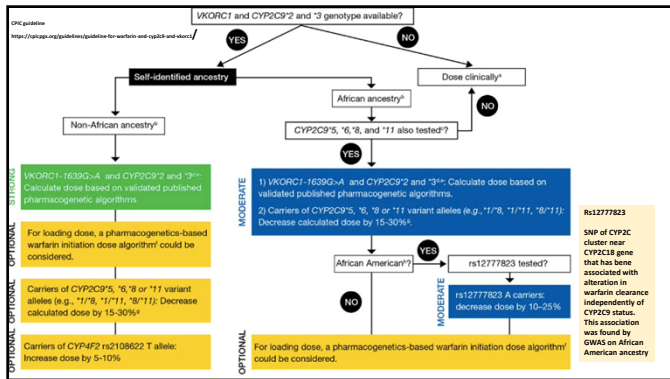 CPIC guideline
https://cpicpgx.org/guidelines/guideline-for-warfarin-and-cyp2c9-and-vkorc1/
VKORC1 and CYP2C9*2 and *3 genotype available?
YES
NO
Self-identified ancestry
Dose clinicallyᵃ
African ancestryᵇ
NO
Non-African ancestryᵇ
CYP2C9*5, *6,*8, and *11 also testedᶜ?
YES
STRONG
VKORC1-1639G>A and CYP2C9*2 and *3ᵈ,ᵉ:
Calculate dose based on validated published
pharmacogenetic algorithms
MODERATE
1) VKORC1-1639G>A and CYP2C9*2 and *3ᵈ,ᵉ: Calculate dose based on
validated published pharmacogenetic algorithms.
2) Carriers of CYP2C9*5, *6, *8 or *11 variant alleles (e.g.,*1/*8, *1/*11, *8/*11):
Decrease calculated dose by 15-30%ᵍ.
OPTIONAL
For loading dose, a pharmacogenetics-based
warfarin initiation dose algorithmᶠ could be
considered.
OPTIONAL
Carriers of CYP2C9*5, *6,*8 or *11 variant
alleles (e.g., *1/*8, *1/*11, *8/*11): Decrease
calculated dose by 15-30%ᵍ
OPTIONAL
Carriers of CYP4F2 rs2108622 T allele:
Increase dose by 5-10%
African Americanᵇ?
YES
rs12777823 tested?
NO
YES
MODERATE
rs12777823 A carriers:
decrease dose by 10–25%
OPTIONAL
For loading dose, a pharmacogenetics-based warfarin initiation dose algorithmᶠ
could be considered.
Rs12777823
SNP of CYP2C
cluster near
CYP2C18 gene
that has bene
associated with
alteration in
warfarin clearance
independently of
CYP2C9 status.
This association
was found by
GWAS on African
American ancestry